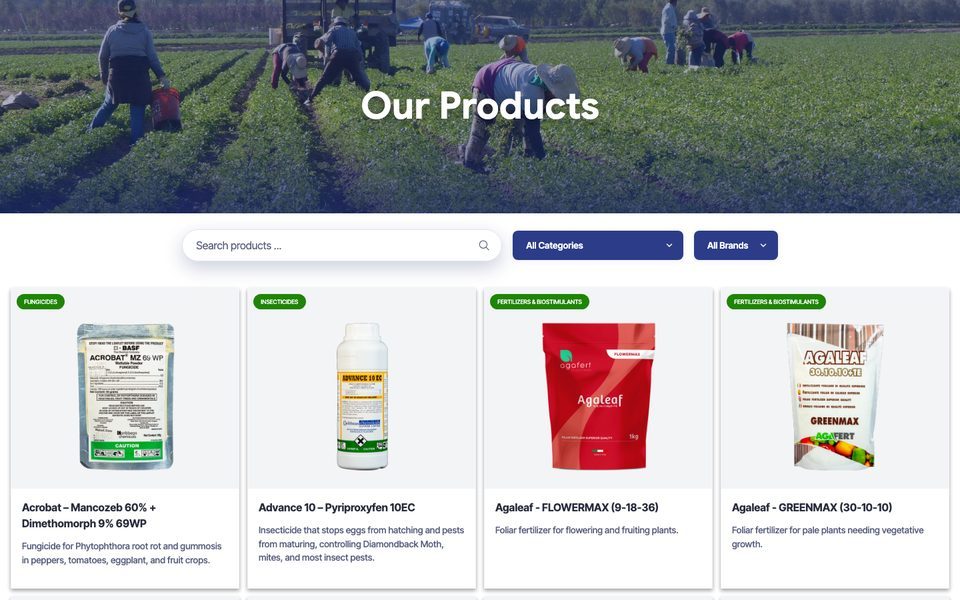 Our Products
Search products ...
All Categories
All Brands
FUNGICIDES
INSECTICIDES
FERTILIZERS & BIOSTIMULANTS
FERTILIZERS & BIOSTIMULANTS
BASF
ACROBAT MZ 69 WP
FUNGICIDE
CAUTION
ADVANCE 10 EC
FLOWERMAX
agafert
Agaleaf
1kg
AGALEAF
30.10.10+TE
GREENMAX
AGAFERT
Acrobat – Mancozeb 60% +
Dimethomorph 9% 69WP
Fungicide for Phytophthora root rot and gummosis
in peppers, tomatoes, eggplant, and fruit crops.
Advance 10 – Pyriproxyfen 10EC
Insecticide that stops eggs from hatching and pests
from maturing, controlling Diamondback Moth,
mites, and most insect pests.
Agaleaf - FLOWERMAX (9-18-36)
Foliar fertilizer for flowering and fruiting plants.
Agaleaf - GREENMAX (30-10-10)
Foliar fertilizer for pale plants needing vegetative
growth.